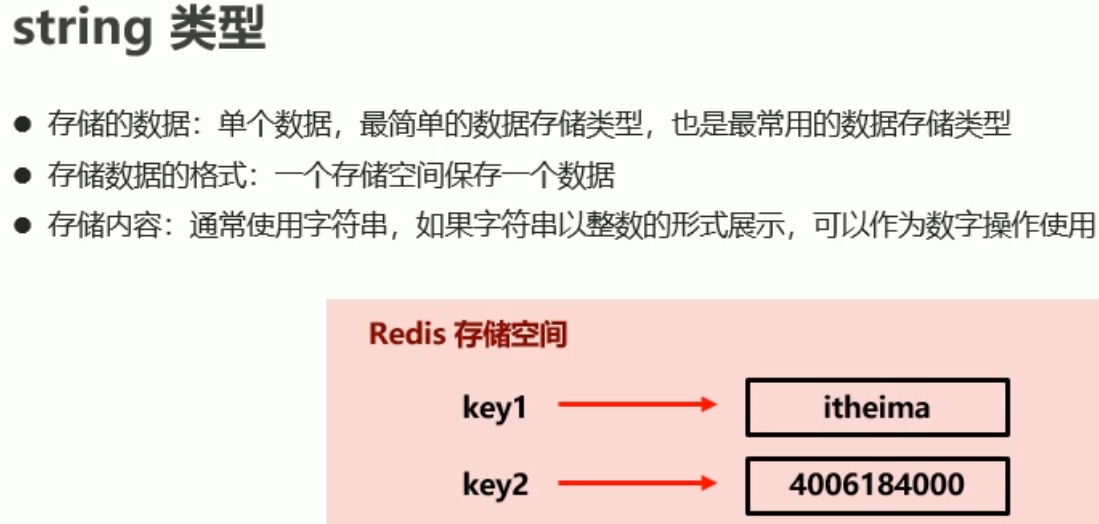 string 类型
● 存储的数据：单个数据，最简单的数据存储类型，也是最常用的数据存储类型
● 存储数据的格式：一个存储空间保存一个数据
● 存储内容：通常使用字符串，如果字符串以整数的形式展示，可以作为数字操作使用
Redis 存储空间
key1 itheima
key2 4006184000